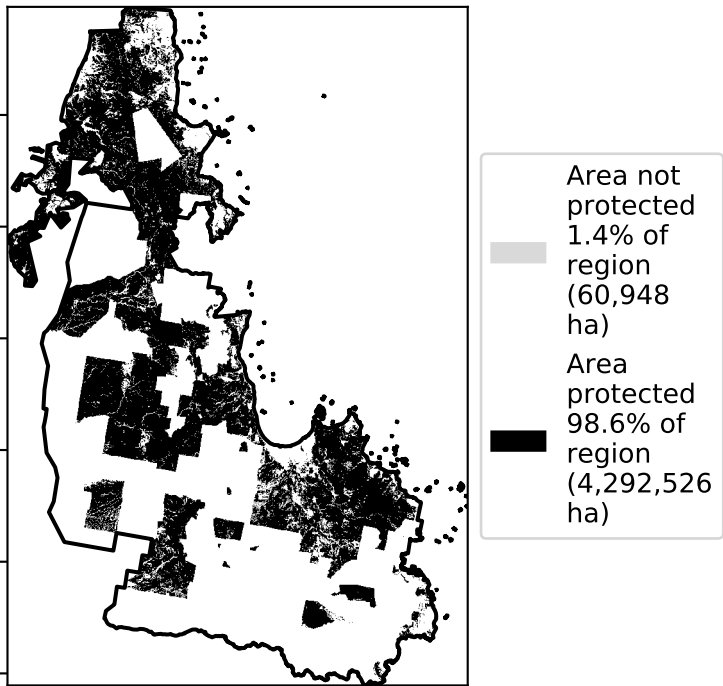 Area not
protected
1.4% of
region
(60,948
ha)
Area
protected
98.6% of
region
(4,292,526
ha)